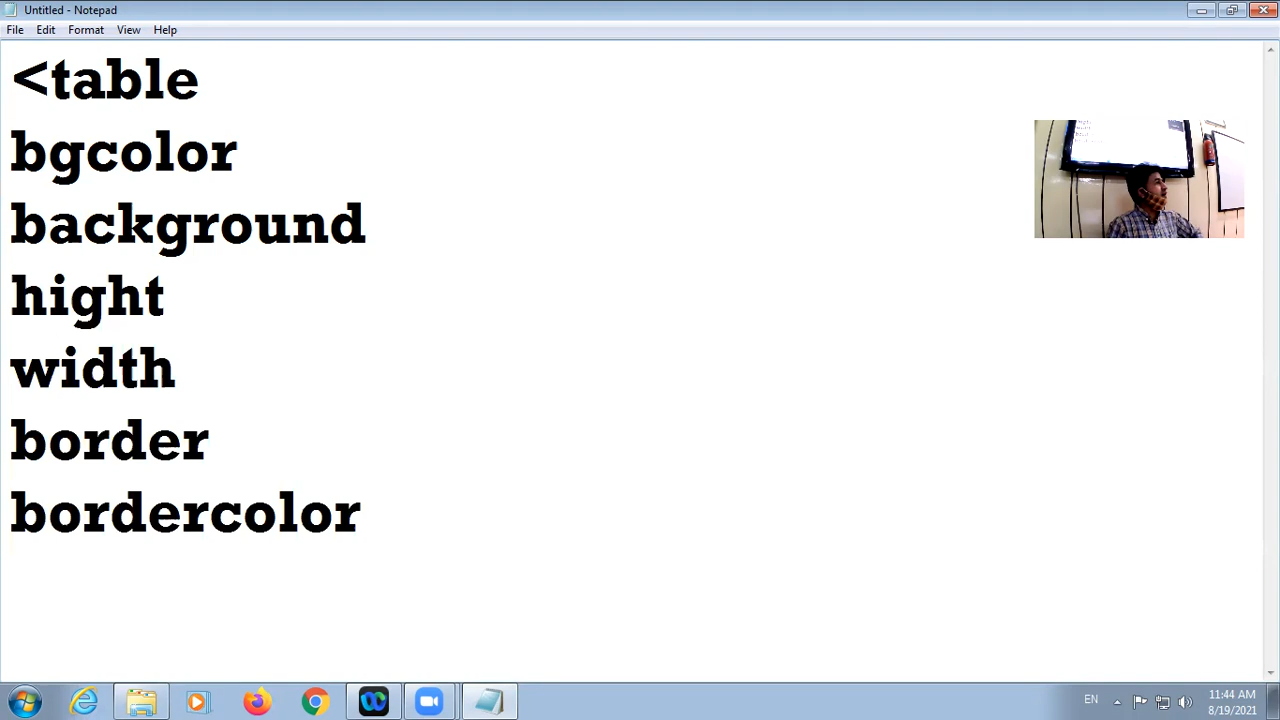 Untitled - Notepad
File Edit Format View Help
<table
bgcolor
background
hight
width
border
bordercolor
EN
11:44 AM
8/19/2021